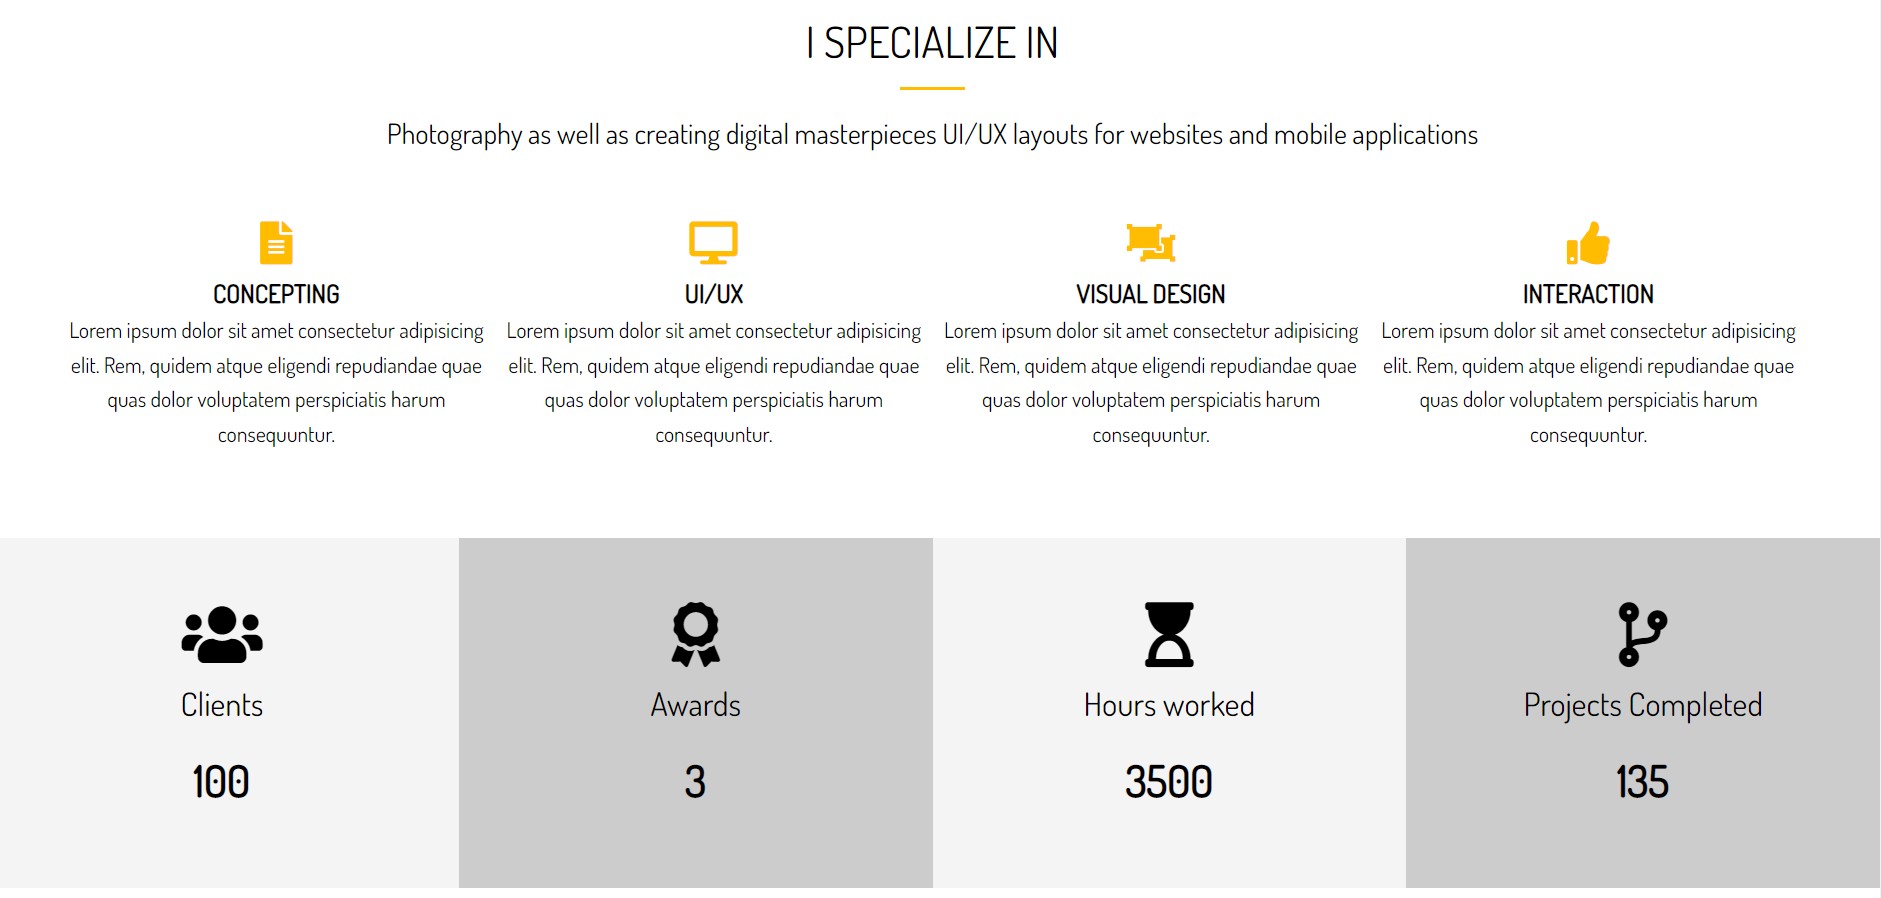 I SPECIALIZE IN
Photography as well as creating digital masterpieces UI/UX layouts for websites and mobile applications
CONCEPTING
Lorem ipsum dolor sit amet consectetur adipisicing
elit. Rem, quidem atque eligendi repudiandae quae
quas dolor voluptatem perspiciatis harum
consequuntur.
UI/UX
Lorem ipsum dolor sit amet consectetur adipisicing
elit. Rem, quidem atque eligendi repudiandae quae
quas dolor voluptatem perspiciatis harum
consequuntur.
VISUAL DESIGN
Lorem ipsum dolor sit amet consectetur adipisicing
elit. Rem, quidem atque eligendi repudiandae quae
quas dolor voluptatem perspiciatis harum
consequuntur.
INTERACTION
Lorem ipsum dolor sit amet consectetur adipisicing
elit. Rem, quidem atque eligendi repudiandae quae
quas dolor voluptatem perspiciatis harum
consequuntur.
Clients
100
Awards
3
Hours worked
3500
Projects Completed
135